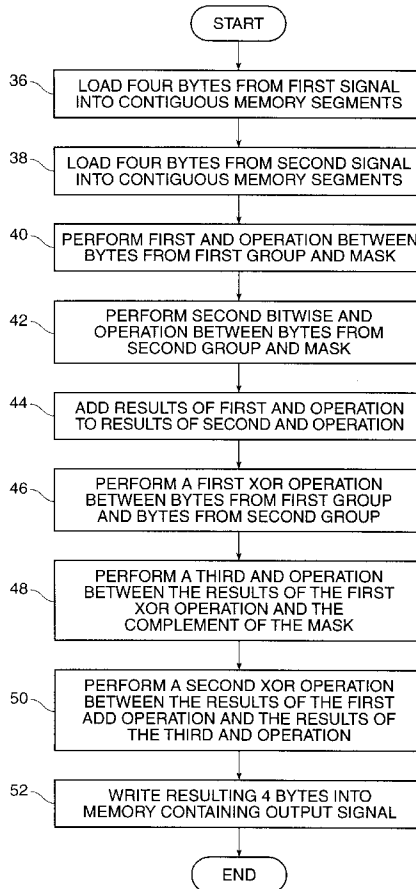 START
36
LOAD FOUR BYTES FROM FIRST SIGNAL
INTO CONTIGUOUS MEMORY SEGMENTS
38
LOAD FOUR BYTES FROM SECOND SIGNAL
INTO CONTIGUOUS MEMORY SEGMENTS
40
PERFORM FIRST AND OPERATION BETWEEN
BYTES FROM FIRST GROUP AND MASK
42
PERFORM SECOND BITWISE AND
OPERATION BETWEEN BYTES FROM
SECOND GROUP AND MASK
44
ADD RESULTS OF FIRST AND OPERATION
TO RESULTS OF SECOND AND OPERATION
46
PERFORM A FIRST XOR OPERATION
BETWEEN BYTES FROM FIRST GROUP
AND BYTES FROM SECOND GROUP
48
PERFORM A THIRD AND OPERATION
BETWEEN THE RESULTS OF THE FIRST
XOR OPERATION AND THE
COMPLEMENT OF THE MASK
50
PERFORM A SECOND XOR OPERATION
BETWEEN THE RESULTS OF THE FIRST
ADD OPERATION AND THE RESULTS OF
THE THIRD AND OPERATION
52
WRITE RESULTING 4 BYTES INTO
MEMORY CONTAINING OUTPUT SIGNAL
END